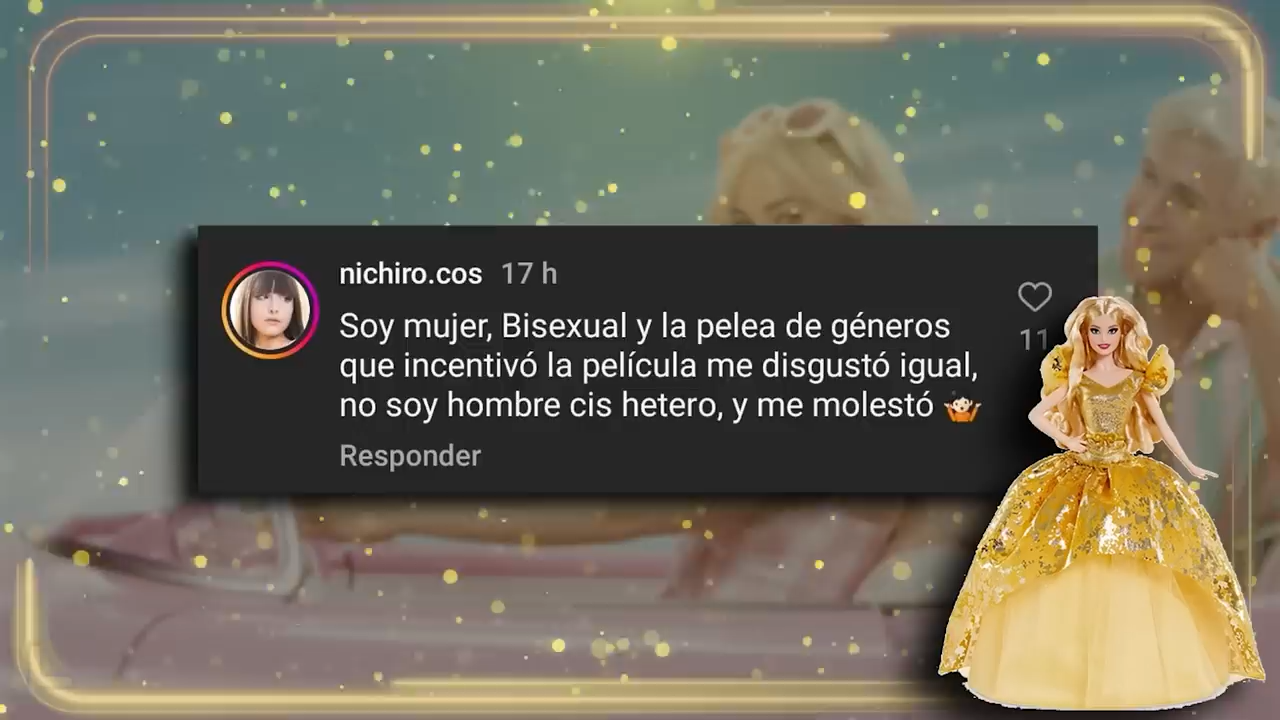 nichiro.cos 17 h
Soy mujer, Bisexual y la pelea de géneros
que incentivó la película me disgustó igual,
no soy hombre cis hetero, y me molestó 🤷
11
Responder